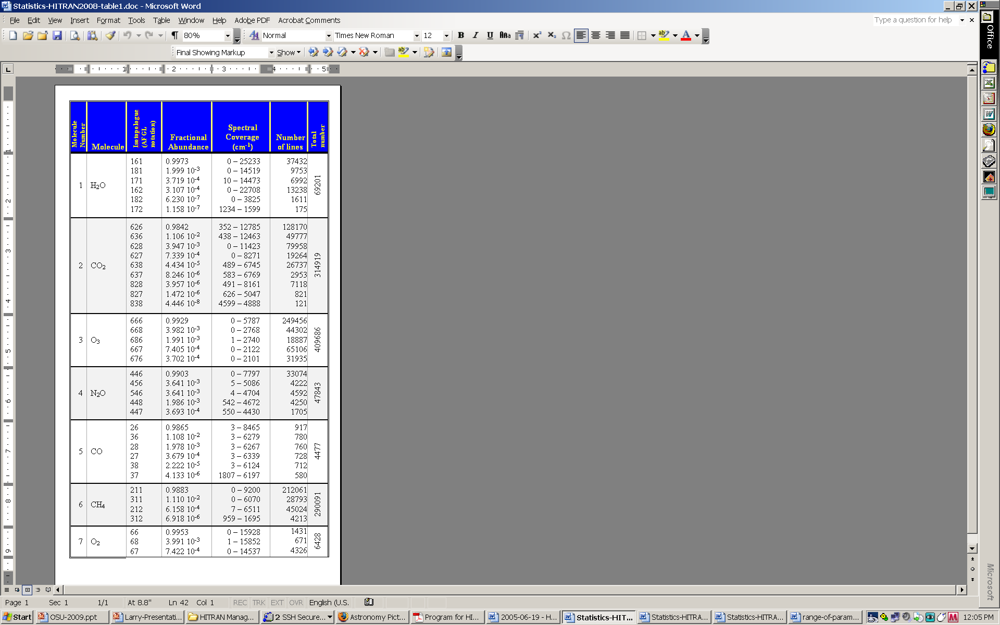 Statistics-HITRAN2008-table1.doc - Microsoft Word
File Edit View Insert Format Tools Table Window Help Adobe PDF Acrobat Comments Type a question for help
80% Normal Times New Roman 12 B I U
Final Showing Markup Show
Office
1 2 3 4 5
Molecule Number Molecule Isotopologue (AFGL notation) Fractional Abundance Spectral Coverage (cm⁻¹) Number of lines Total number
1 H₂O 69201
161 0.9973 0 – 25233 37432
181 1.999 10⁻³ 0 – 14519 9753
171 3.719 10⁻⁴ 10 – 14473 6992
162 3.107 10⁻⁴ 0 – 22708 13238
182 6.230 10⁻⁷ 0 – 3825 1611
172 1.158 10⁻⁷ 1234 – 1599 175
2 CO₂ 314919
626 0.9842 352 – 12785 128170
636 1.106 10⁻² 438 – 12463 49777
628 3.947 10⁻³ 0 – 11423 79958
627 7.339 10⁻⁴ 0 – 8271 19264
638 4.434 10⁻⁵ 489 – 6745 26737
637 8.246 10⁻⁶ 583 – 6769 2953
828 3.957 10⁻⁶ 491 – 8161 7118
827 1.472 10⁻⁶ 626 – 5047 821
838 4.446 10⁻⁸ 4599 – 4888 121
3 O₃ 409686
666 0.9929 0 – 5787 249456
668 3.982 10⁻³ 0 – 2768 44302
686 1.991 10⁻³ 1 – 2740 18887
667 7.405 10⁻⁴ 0 – 2122 65106
676 3.702 10⁻⁴ 0 – 2101 31935
4 N₂O 47843
446 0.9903 0 – 7797 33074
456 3.641 10⁻³ 5 – 5086 4222
546 3.641 10⁻³ 4 – 4704 4592
448 1.986 10⁻³ 542 – 4672 4250
447 3.693 10⁻⁴ 550 – 4430 1705
5 CO 4477
26 0.9865 3 – 8465 917
36 1.108 10⁻² 3 – 6279 780
28 1.978 10⁻³ 3 – 6267 760
27 3.679 10⁻⁴ 3 – 6339 728
38 2.222 10⁻⁵ 3 – 6124 712
37 4.133 10⁻⁶ 1807 – 6197 580
6 CH₄ 290091
211 0.9883 0 – 9200 212061
311 1.110 10⁻² 0 – 6070 28793
212 6.158 10⁻⁴ 7 – 6511 45024
312 6.918 10⁻⁶ 959 – 1695 4213
7 O₂ 6428
66 0.9953 0 – 15928 1431
68 3.991 10⁻³ 1 – 15852 671
67 7.422 10⁻⁴ 0 – 14537 4326
1 2 3 4 5 6 7 8 9
Microsoft
Page 1 Sec 1 1/1 At 8.8" Ln 42 Col 1 REC TRK EXT OVR English (U.S.
Start OSU-2009.ppt Larry-Presentati... HITRAN Manag... 2 SSH Secure... Astronomy Pict... Program for HI... 2005-06-19 - H... Statistics-HIT... Statistics-HITRA... Statistics-HITRA... range-of-param... 12:05 PM